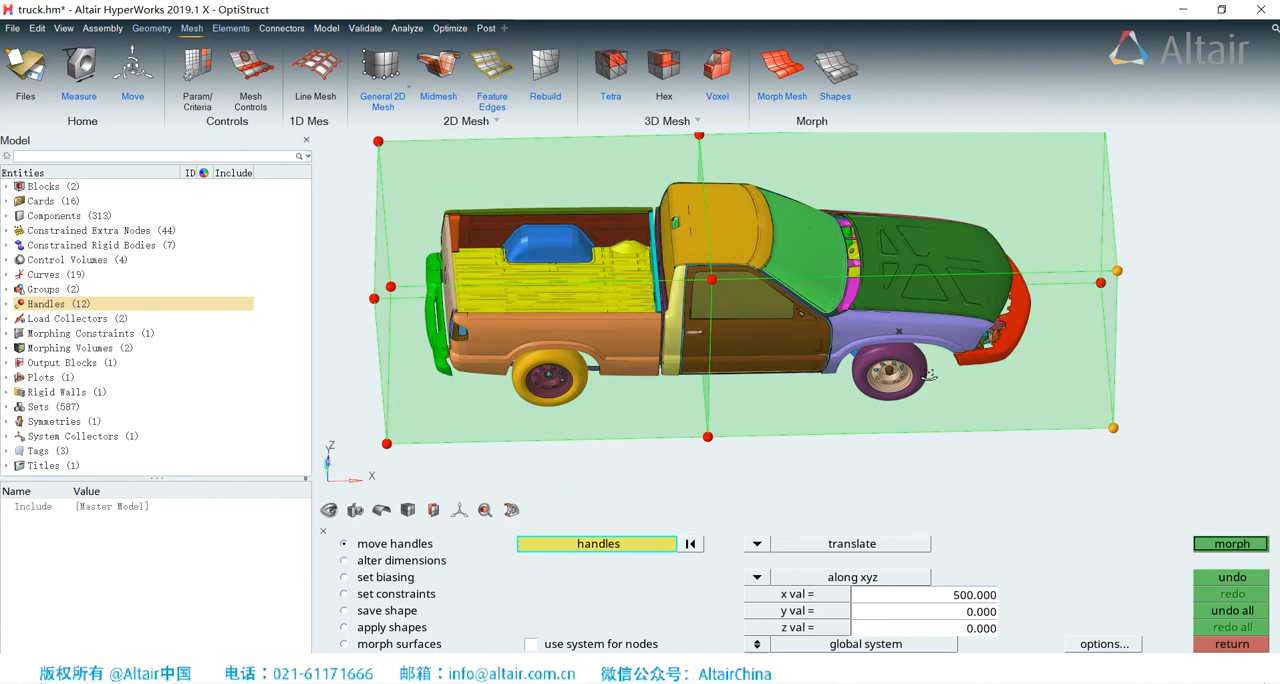 truck.hm* - Altair HyperWorks 2019.1 X - OptiStruct
File Edit View Assembly Geometry Mesh Elements Connectors Model Validate Analyze Optimize Post +
Altair
Files Measure Move Param/ Criteria Mesh Controls Line Mesh General 2D Mesh Midmesh Feature Edges Rebuild Tetra Hex Voxel Morph Mesh Shapes
Home Controls 1D Mes 2D Mesh 3D Mesh Morph
Model
Entities ID Include
Blocks (2)
Cards (16)
Components (313)
Constrained Extra Nodes (44)
Constrained Rigid Bodies (7)
Control Volumes (4)
Curves (19)
Groups (2)
Handles (12)
Load Collectors (2)
Morphing Constraints (1)
Morphing Volumes (2)
Output Blocks (1)
Plots (1)
Rigid Walls (1)
Sets (587)
Symmetries (1)
System Collectors (1)
Tags (3)
Titles (1)
Name Value
Include [Master Model]
Z
Y
X
move handles handles translate morph
alter dimensions
set biasing along xyz undo
set constraints x val = 500.000 redo
save shape y val = 0.000 undo all
apply shapes z val = 0.000 redo all
morph surfaces use system for nodes global system options... return
版权所有 @Altair中国 电话：021-61171666 邮箱：info@altair.com.cn 微信公众号：AltairChina